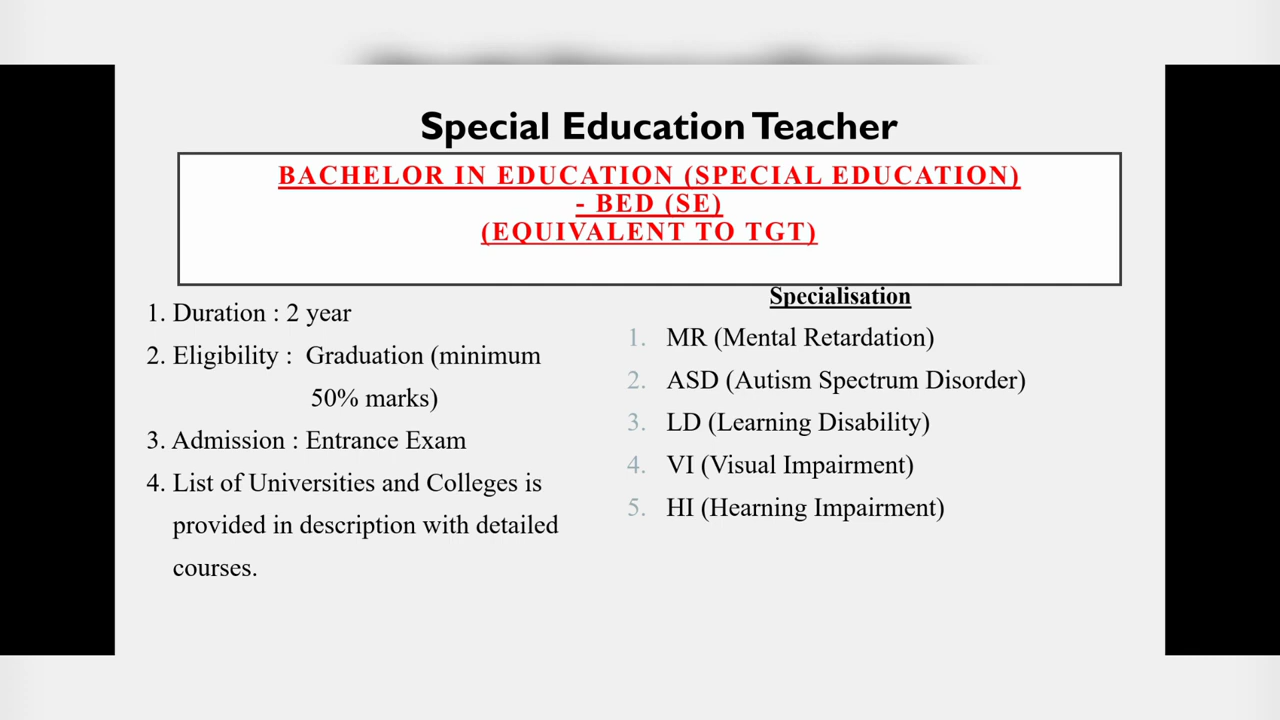 Special Education Teacher
BACHELOR IN EDUCATION (SPECIAL EDUCATION)
- BED (SE)
(EQUIVALENT TO TGT)
1. Duration : 2 year
2. Eligibility : Graduation (minimum
50% marks)
3. Admission : Entrance Exam
4. List of Universities and Colleges is
provided in description with detailed
courses.
Specialisation
1. MR (Mental Retardation)
2. ASD (Autism Spectrum Disorder)
3. LD (Learning Disability)
4. VI (Visual Impairment)
5. HI (Hearning Impairment)